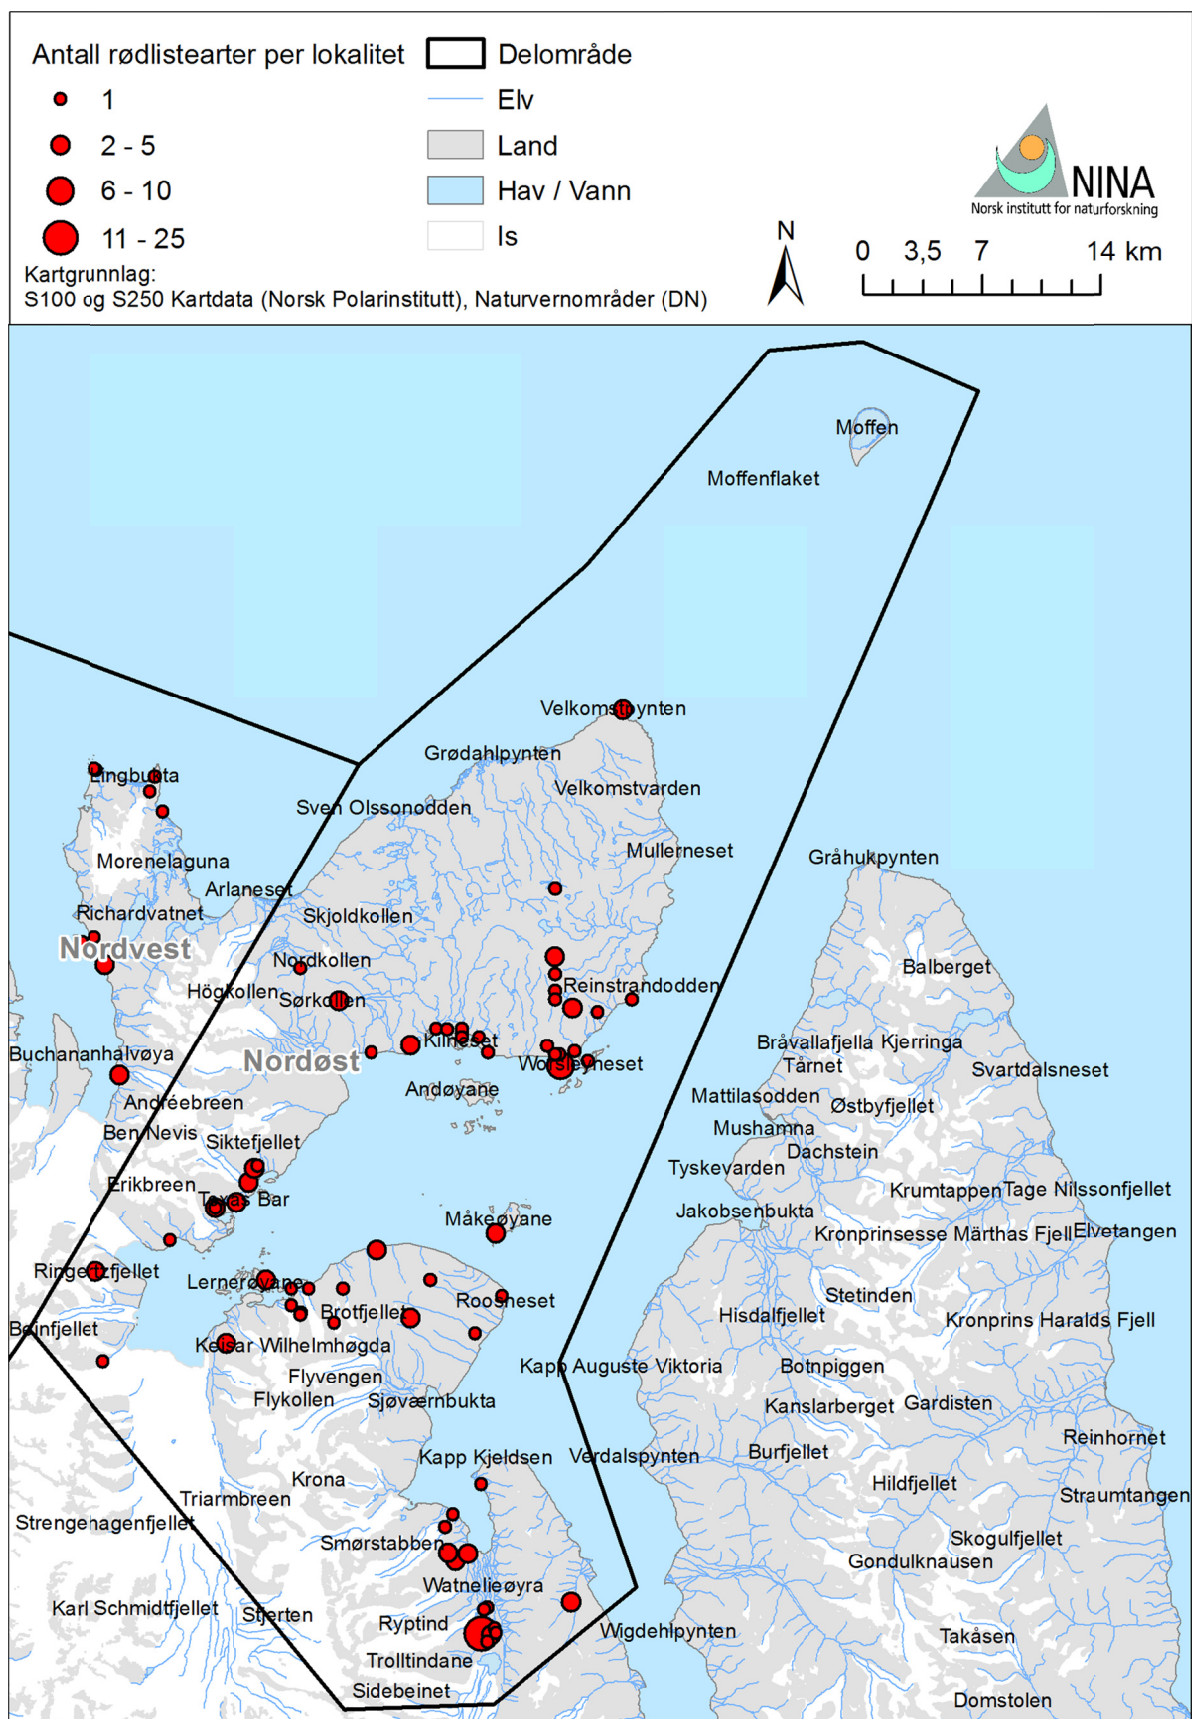 Antall rødlistearter per lokalitet
1
2 - 5
6 - 10
11 - 25
Delområde
Elv
Land
Hav / Vann
Is
Kartgrunnlag:
S100 og S250 Kartdata (Norsk Polarinstitutt), Naturvernområder (DN)
NINA
Norsk institutt for naturforskning
N
0 3,5 7 14 km
Moffen
Moffenflaket
Velkomstpynten
Grødahlpynten
Lingbukta
Velkomstvarden
Sven Olssonodden
Mullerneset
Morenelaguna
Gråhukpynten
Arlaneset
Richardvatnet
Skjoldkollen
Nordvest
Nordkollen
Balberget
Högkollen
Sørkollen
Reinstrandodden
Kilneset
Bråvallafjella
Kjerringa
Buchananhalvøya
Nordøst
Worsleyneset
Tårnet
Svartdalsneset
Andøyane
Mattilasodden
Andréebreen
Østbyfjellet
Ben Nevis
Siktefjellet
Mushamna
Dachstein
Tyskevarden
Erikbreen
Texas Bar
Krumtappen
Tage Nilssonfjellet
Jakobsenbukta
Måkeøyane
Kronprinsesse Märthas Fjell
Elvetangen
Ringertzfjellet
Lernerøyane
Roosneset
Stetinden
Brotfjellet
Hisdalfjellet
Kronprins Haralds Fjell
Beinfjellet
Keisar Wilhelmhøgda
Kapp Auguste Viktoria
Botnpiggen
Flyvengen
Flykollen
Sjøværnbukta
Kanslarberget
Gardisten
Reinhornet
Kapp Kjeldsen
Verdalspynten
Burfjellet
Krona
Hildfjellet
Triarmbreen
Straumtangen
Strengehagenfjellet
Smørstabben
Skogulfjellet
Gondulknausen
Watnelieøyra
Karl Schmidtfjellet
Stjerten
Ryptind
Wigdehlpynten
Takåsen
Trolltindane
Sidebeinet
Domstolen